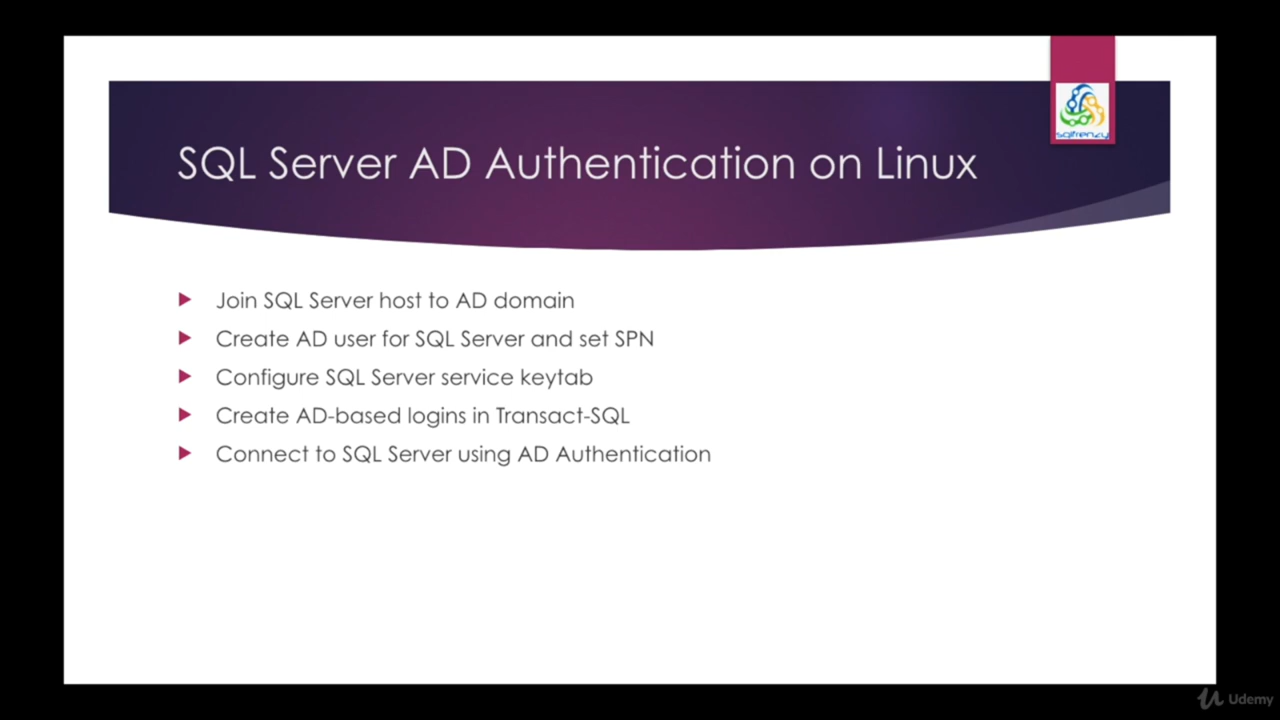 sqlfrenzy
SQL Server AD Authentication on Linux
Join SQL Server host to AD domain
Create AD user for SQL Server and set SPN
Configure SQL Server service keytab
Create AD-based logins in Transact-SQL
Connect to SQL Server using AD Authentication
Udemy